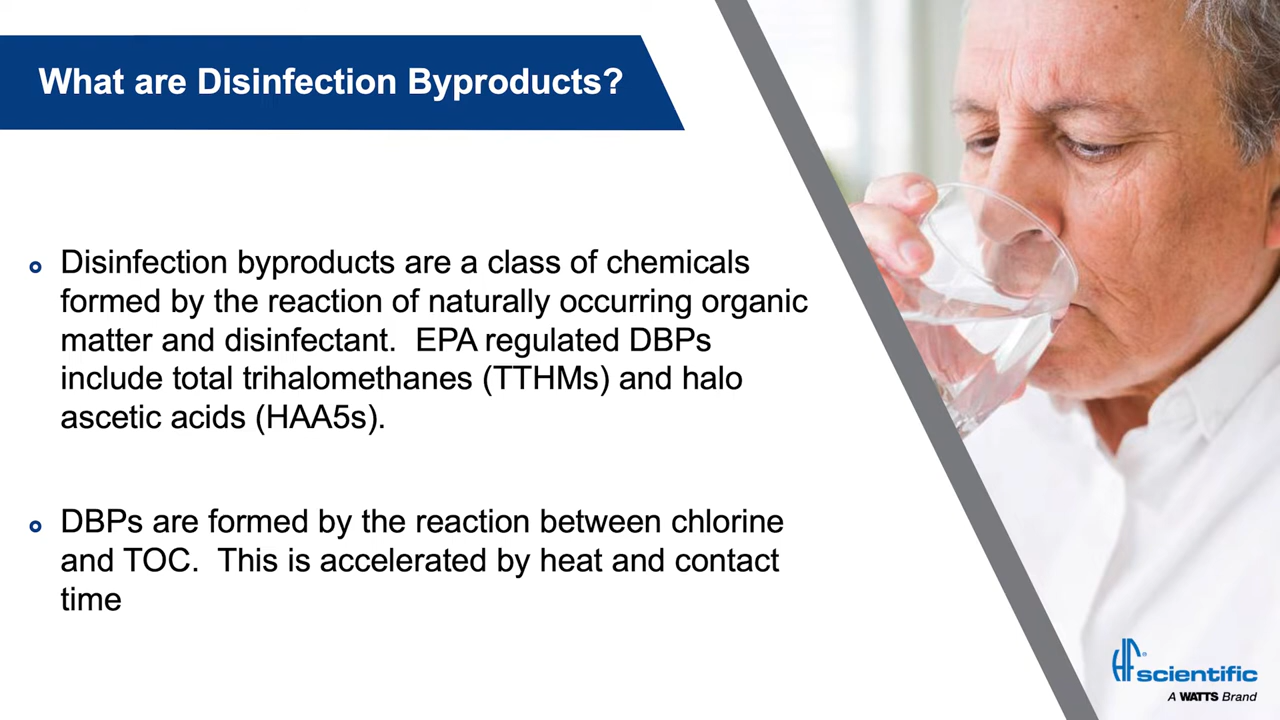 What are Disinfection Byproducts?
Disinfection byproducts are a class of chemicals
formed by the reaction of naturally occurring organic
matter and disinfectant.  EPA regulated DBPs
include total trihalomethanes (TTHMs) and halo
ascetic acids (HAA5s).
DBPs are formed by the reaction between chlorine
and TOC.  This is accelerated by heat and contact
time
HF® scientific
A WATTS Brand